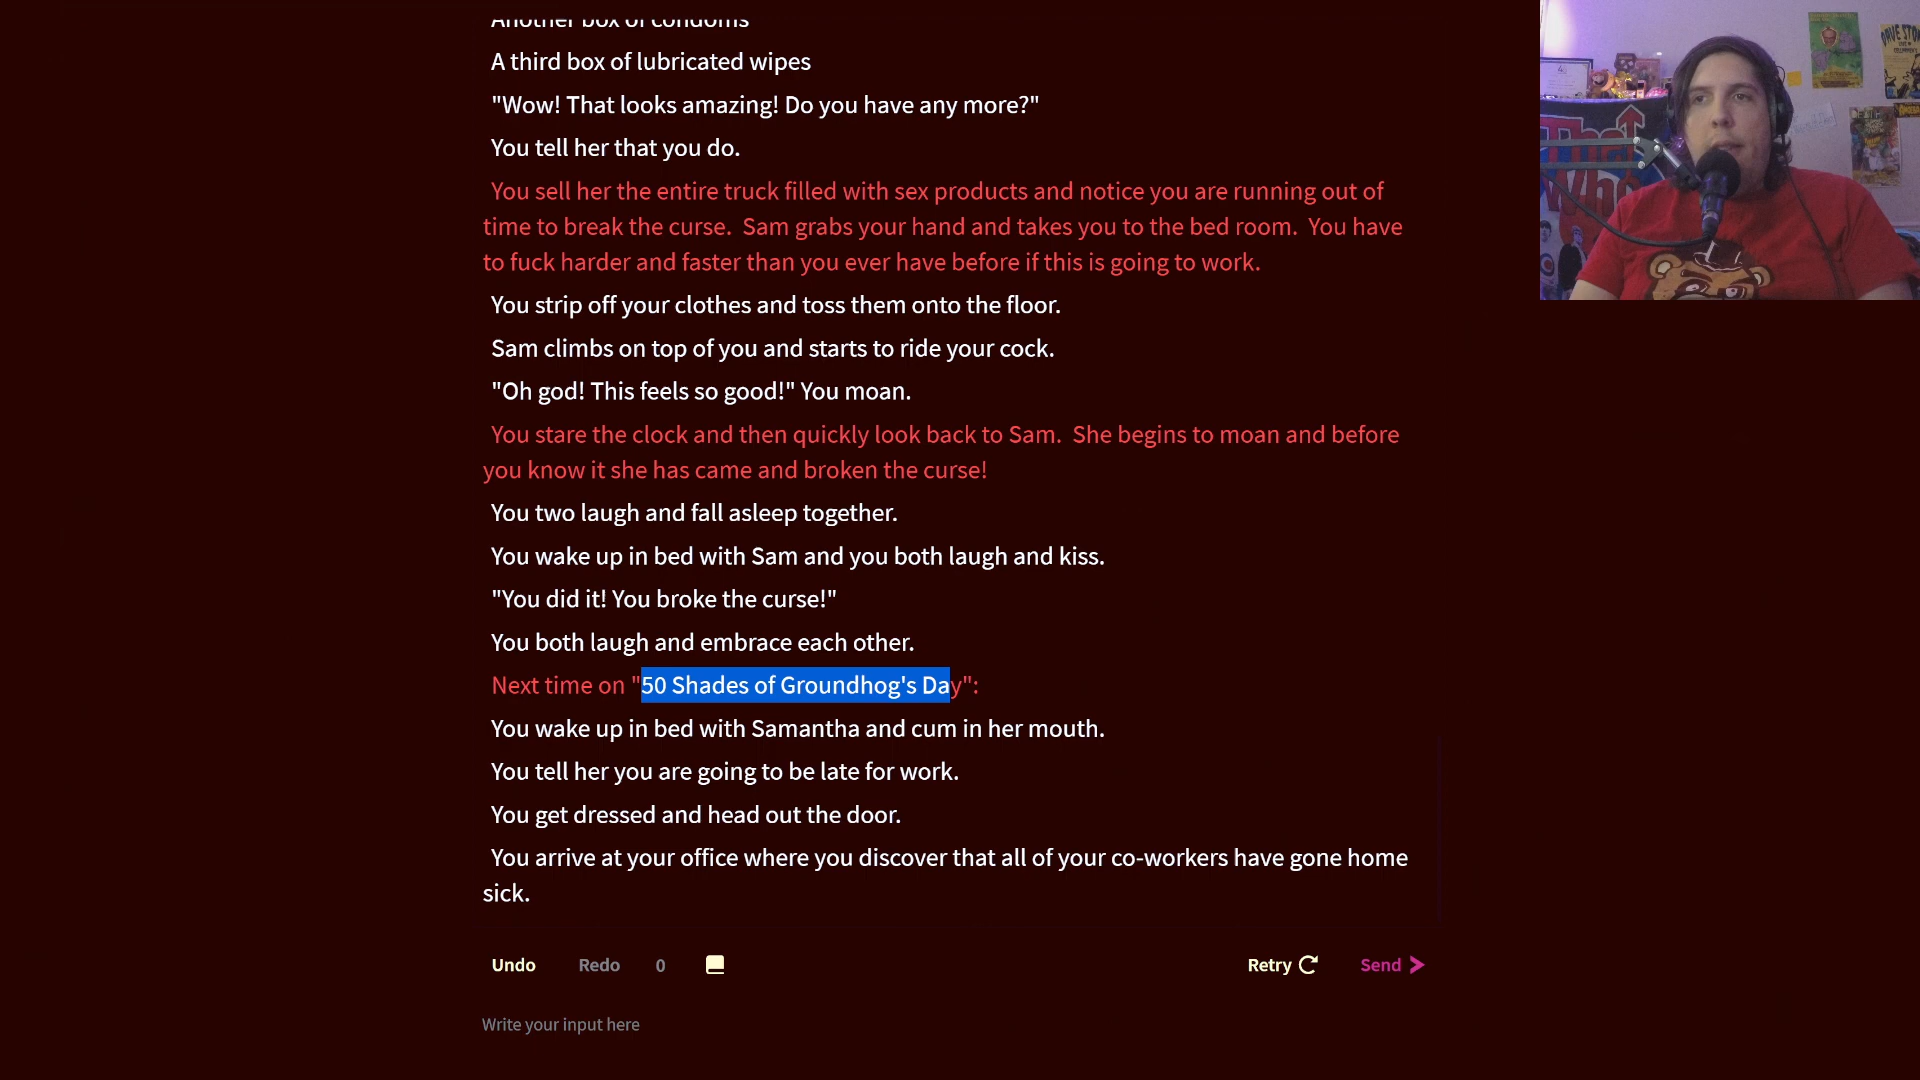 Another box of condoms
A third box of lubricated wipes
"Wow! That looks amazing! Do you have any more?"
You tell her that you do.
You sell her the entire truck filled with sex products and notice you are running out of
time to break the curse.  Sam grabs your hand and takes you to the bed room.  You have
to fuck harder and faster than you ever have before if this is going to work.
You strip off your clothes and toss them onto the floor.
Sam climbs on top of you and starts to ride your cock.
"Oh god! This feels so good!" You moan.
You stare the clock and then quickly look back to Sam.  She begins to moan and before
you know it she has came and broken the curse!
You two laugh and fall asleep together.
You wake up in bed with Sam and you both laugh and kiss.
"You did it! You broke the curse!"
You both laugh and embrace each other.
Next time on "50 Shades of Groundhog's Day":
You wake up in bed with Samantha and cum in her mouth.
You tell her you are going to be late for work.
You get dressed and head out the door.
You arrive at your office where you discover that all of your co-workers have gone home
sick.
Undo Redo 0 Retry Send
Write your input here